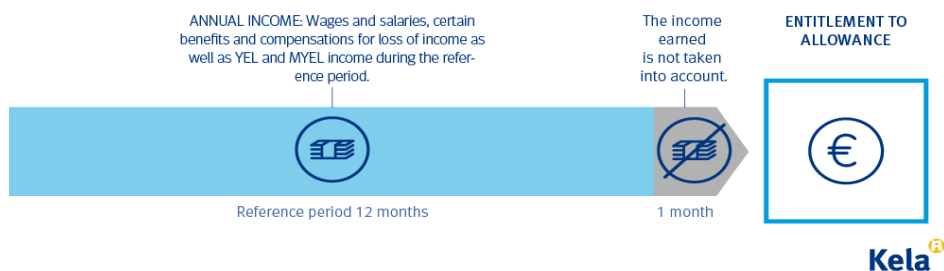 ANNUAL INCOME: Wages and salaries, certain
benefits and compensations for loss of income as
well as YEL and MYEL income during the refer-
ence period.
The income
earned
is not taken
into account.
ENTITLEMENT TO
ALLOWANCE
€
Reference period 12 months
1 month
Kela